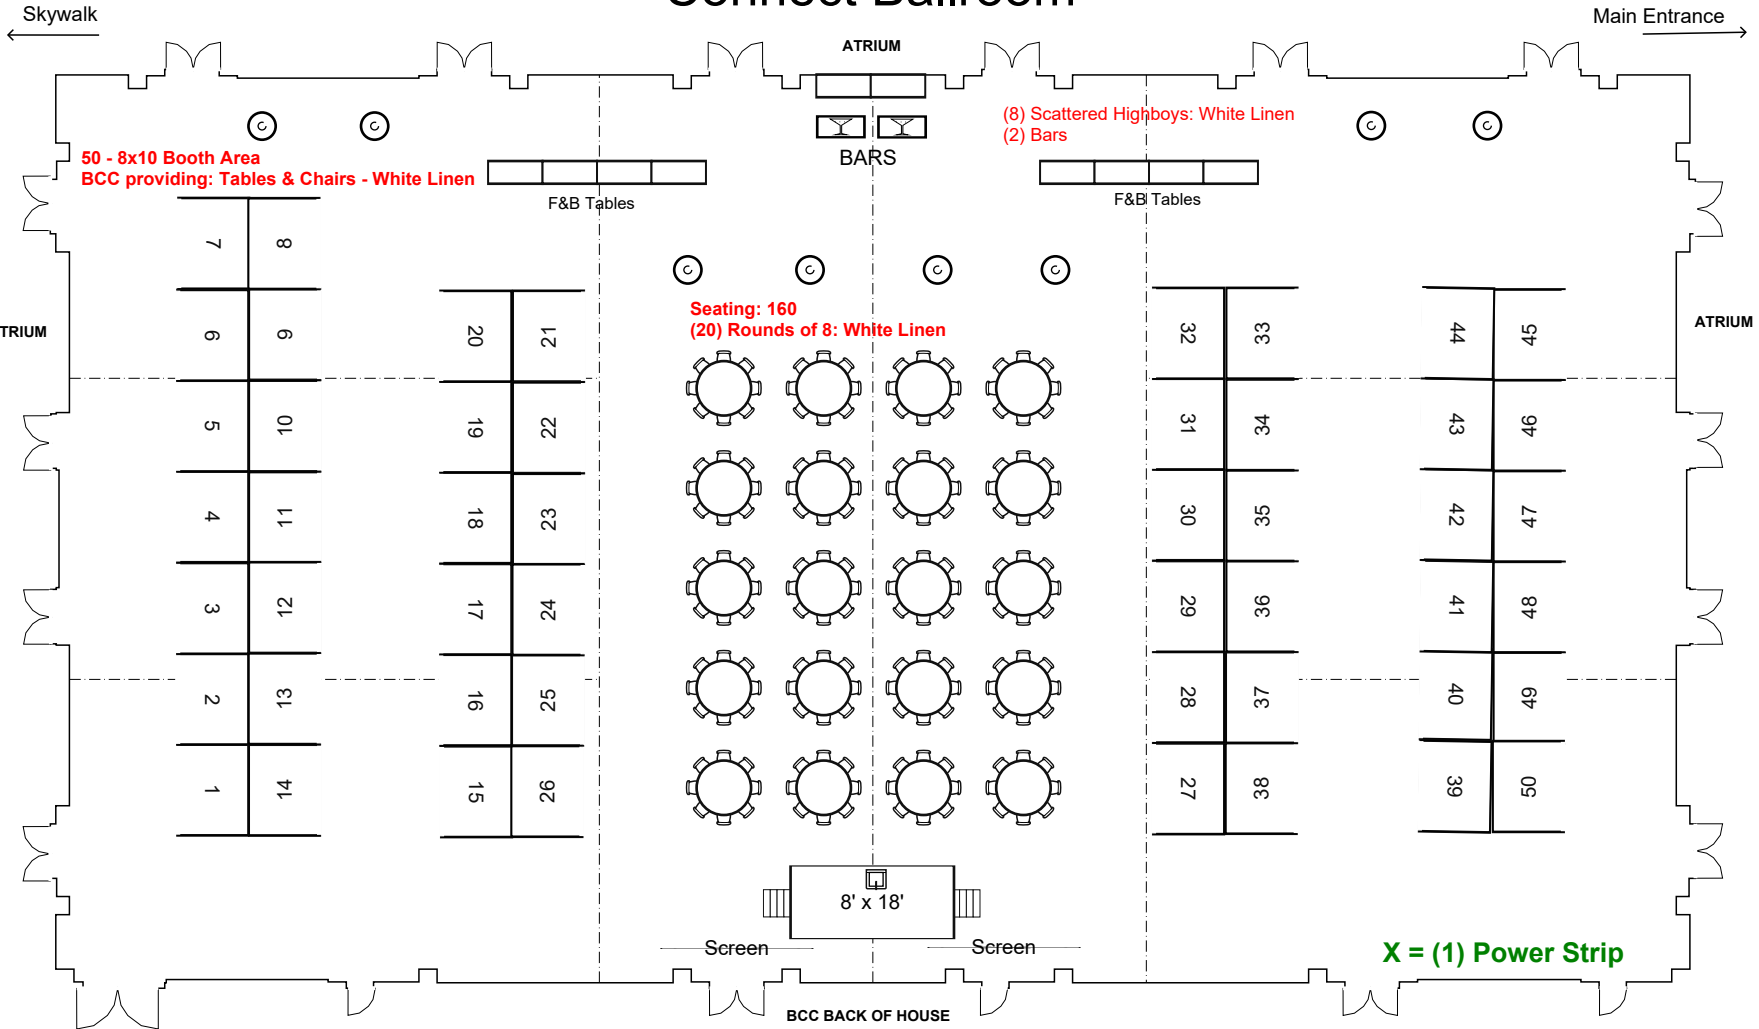 Connect Ballroom
Skywalk
Main Entrance
ATRIUM
(8) Scattered Highboys: White Linen
(2) Bars
BARS
50 - 8x10 Booth Area
BCC providing: Tables & Chairs - White Linen
F&B Tables
F&B Tables
C
C
C
C
C
C
C
C
Seating: 160
(20) Rounds of 8: White Linen
TRIUM
ATRIUM
7 8
6 9 20 21 32 33 44 45
5 10 19 22 31 34 43 46
4 11 18 23 30 35 42 47
3 12 17 24 29 36 41 48
2 13 16 25 28 37 40 49
1 14 15 26 27 38 39 50
8' x 18'
Screen
Screen
X = (1) Power Strip
BCC BACK OF HOUSE